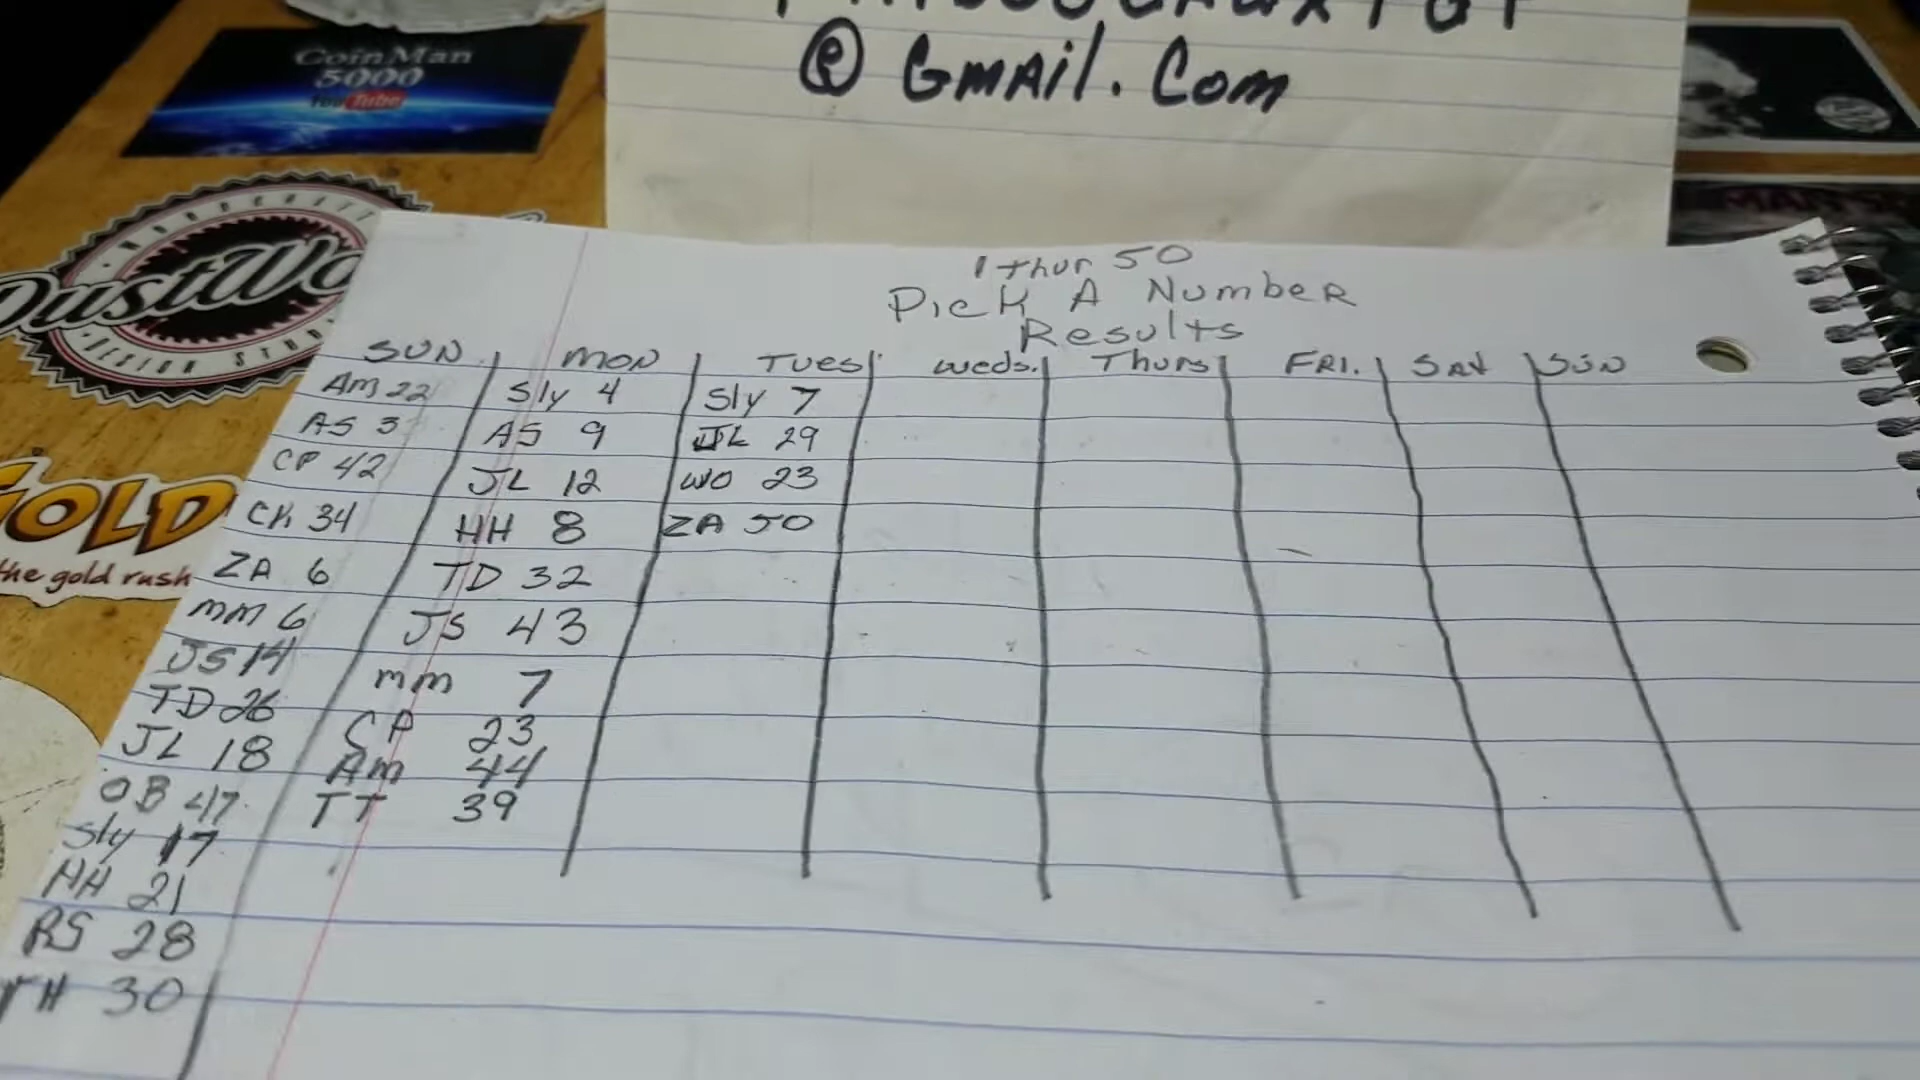 CoinMan
5000
YouTube
@ GMAil. Com
DustWo
DESIGN STUD
1 thur 50
Pick A Number
Results
SUN MON TUES weds. Thurs FRI. SAt SUN
Am 22 Sly 4 Sly 7
AS 3 AS 9 JL 29
CP 42 JL 12 WO 23
CK 34 HH 8 ZA 50
ZA 6 TD 32
mm 6 JS 43
JS 14 mm 7
TD 26 CP 23
JL 18 Am 44
OB 47 TT 39
Sly 17
HH 21
RS 28
H 30
GOLD
the gold rush